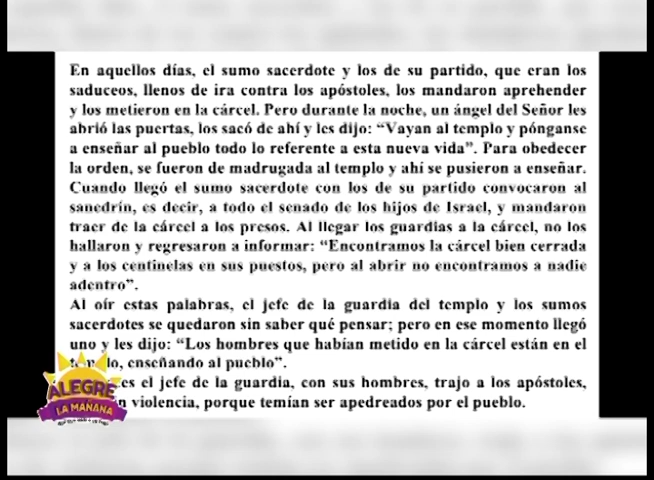 En aquellos días, el sumo sacerdote y los de su partido, que eran los
saduceos, llenos de ira contra los apóstoles, los mandaron aprehender
y los metieron en la cárcel. Pero durante la noche, un ángel del Señor les
abrió las puertas, los sacó de ahí y les dijo: “Vayan al templo y pónganse
a enseñar al pueblo todo lo referente a esta nueva vida”. Para obedecer
la orden, se fueron de madrugada al templo y ahí se pusieron a enseñar.
Cuando llegó el sumo sacerdote con los de su partido convocaron al
sanedrín, es decir, a todo el senado de los hijos de Israel, y mandaron
traer de la cárcel a los presos. Al llegar los guardias a la cárcel, no los
hallaron y regresaron a informar: “Encontramos la cárcel bien cerrada
y a los centinelas en sus puestos, pero al abrir no encontramos a nadie
adentro”.
Al oír estas palabras, el jefe de la guardia del templo y los sumos
sacerdotes se quedaron sin saber qué pensar; pero en ese momento llegó
uno y les dijo: “Los hombres que habían metido en la cárcel están en el
enseñando al pueblo”.
el jefe de la guardia, con sus hombres, trajo a los apóstoles,
violencia, porque temían ser apedreados por el pueblo.
ALEGRE
LA MAÑANA